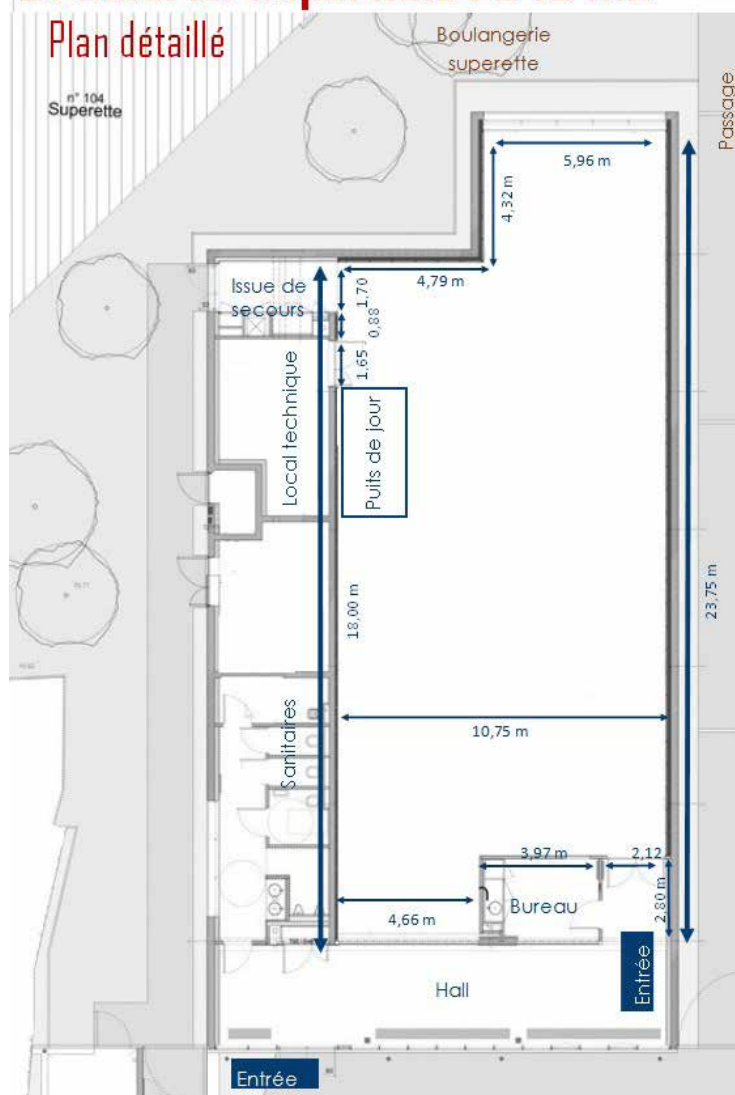 Plan détaillé
Boulangerie
superette
n° 104
Superette
Passage
5,96 m
4,32 m
4,79 m
Issue de
secours
1.70
0,88
1,65
Local technique
Puits de jour
18,00 m
23,75 m
10,75 m
Sanitaires
3,97 m
2,12
2,80 m
4,66 m
Bureau
Hall
Entrée
Entrée